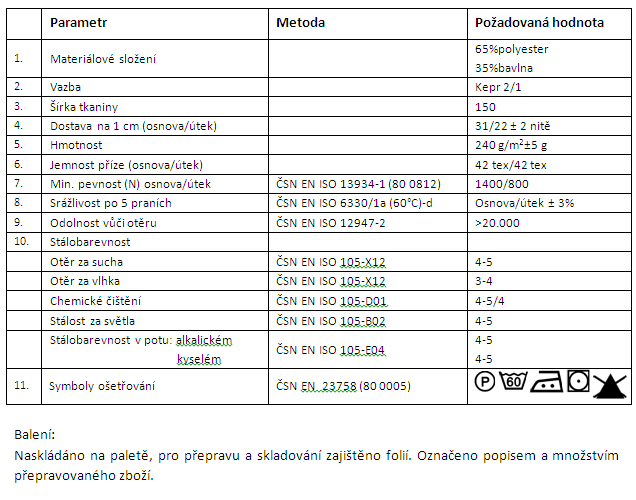 Parametr Metoda Požadovaná hodnota
1. Materiálové složení 65%polyester
35%bavlna
2. Vazba Kepr 2/1
3. Šírka tkaniny 150
4. Dostava na 1 cm (osnova/útek) 31/22 ± 2 nitě
5. Hmotnost 240 g/m²±5 g
6. Jemnost příze (osnova/útek) 42 tex/42 tex
7. Min. pevnost (N) osnova/útek ČSN EN ISO 13934-1 (80 0812) 1400/800
8. Srážlivost po 5 praních ČSN EN ISO 6330/1a (60°C)-d Osnova/útek ± 3%
9. Odolnost vůči otěru ČSN EN ISO 12947-2 >20.000
10. Stálobarevnost
Otěr za sucha ČSN EN ISO 105-X12 4-5
Otěr za vlhka ČSN EN ISO 105-X12 3-4
Chemické čištění ČSN EN ISO 105-D01 4-5/4
Stálost za světla ČSN EN ISO 105-B02 4-5
Stálobarevnost v potu: alkalickém ČSN EN ISO 105-E04 4-5
kyselém 4-5
11. Symboly ošetřování ČSN EN 23758 (80 0005) P 60
Balení:
Naskládáno na paletě, pro přepravu a skladování zajištěno folií. Označeno popisem a množstvím
přepravovaného zboží.